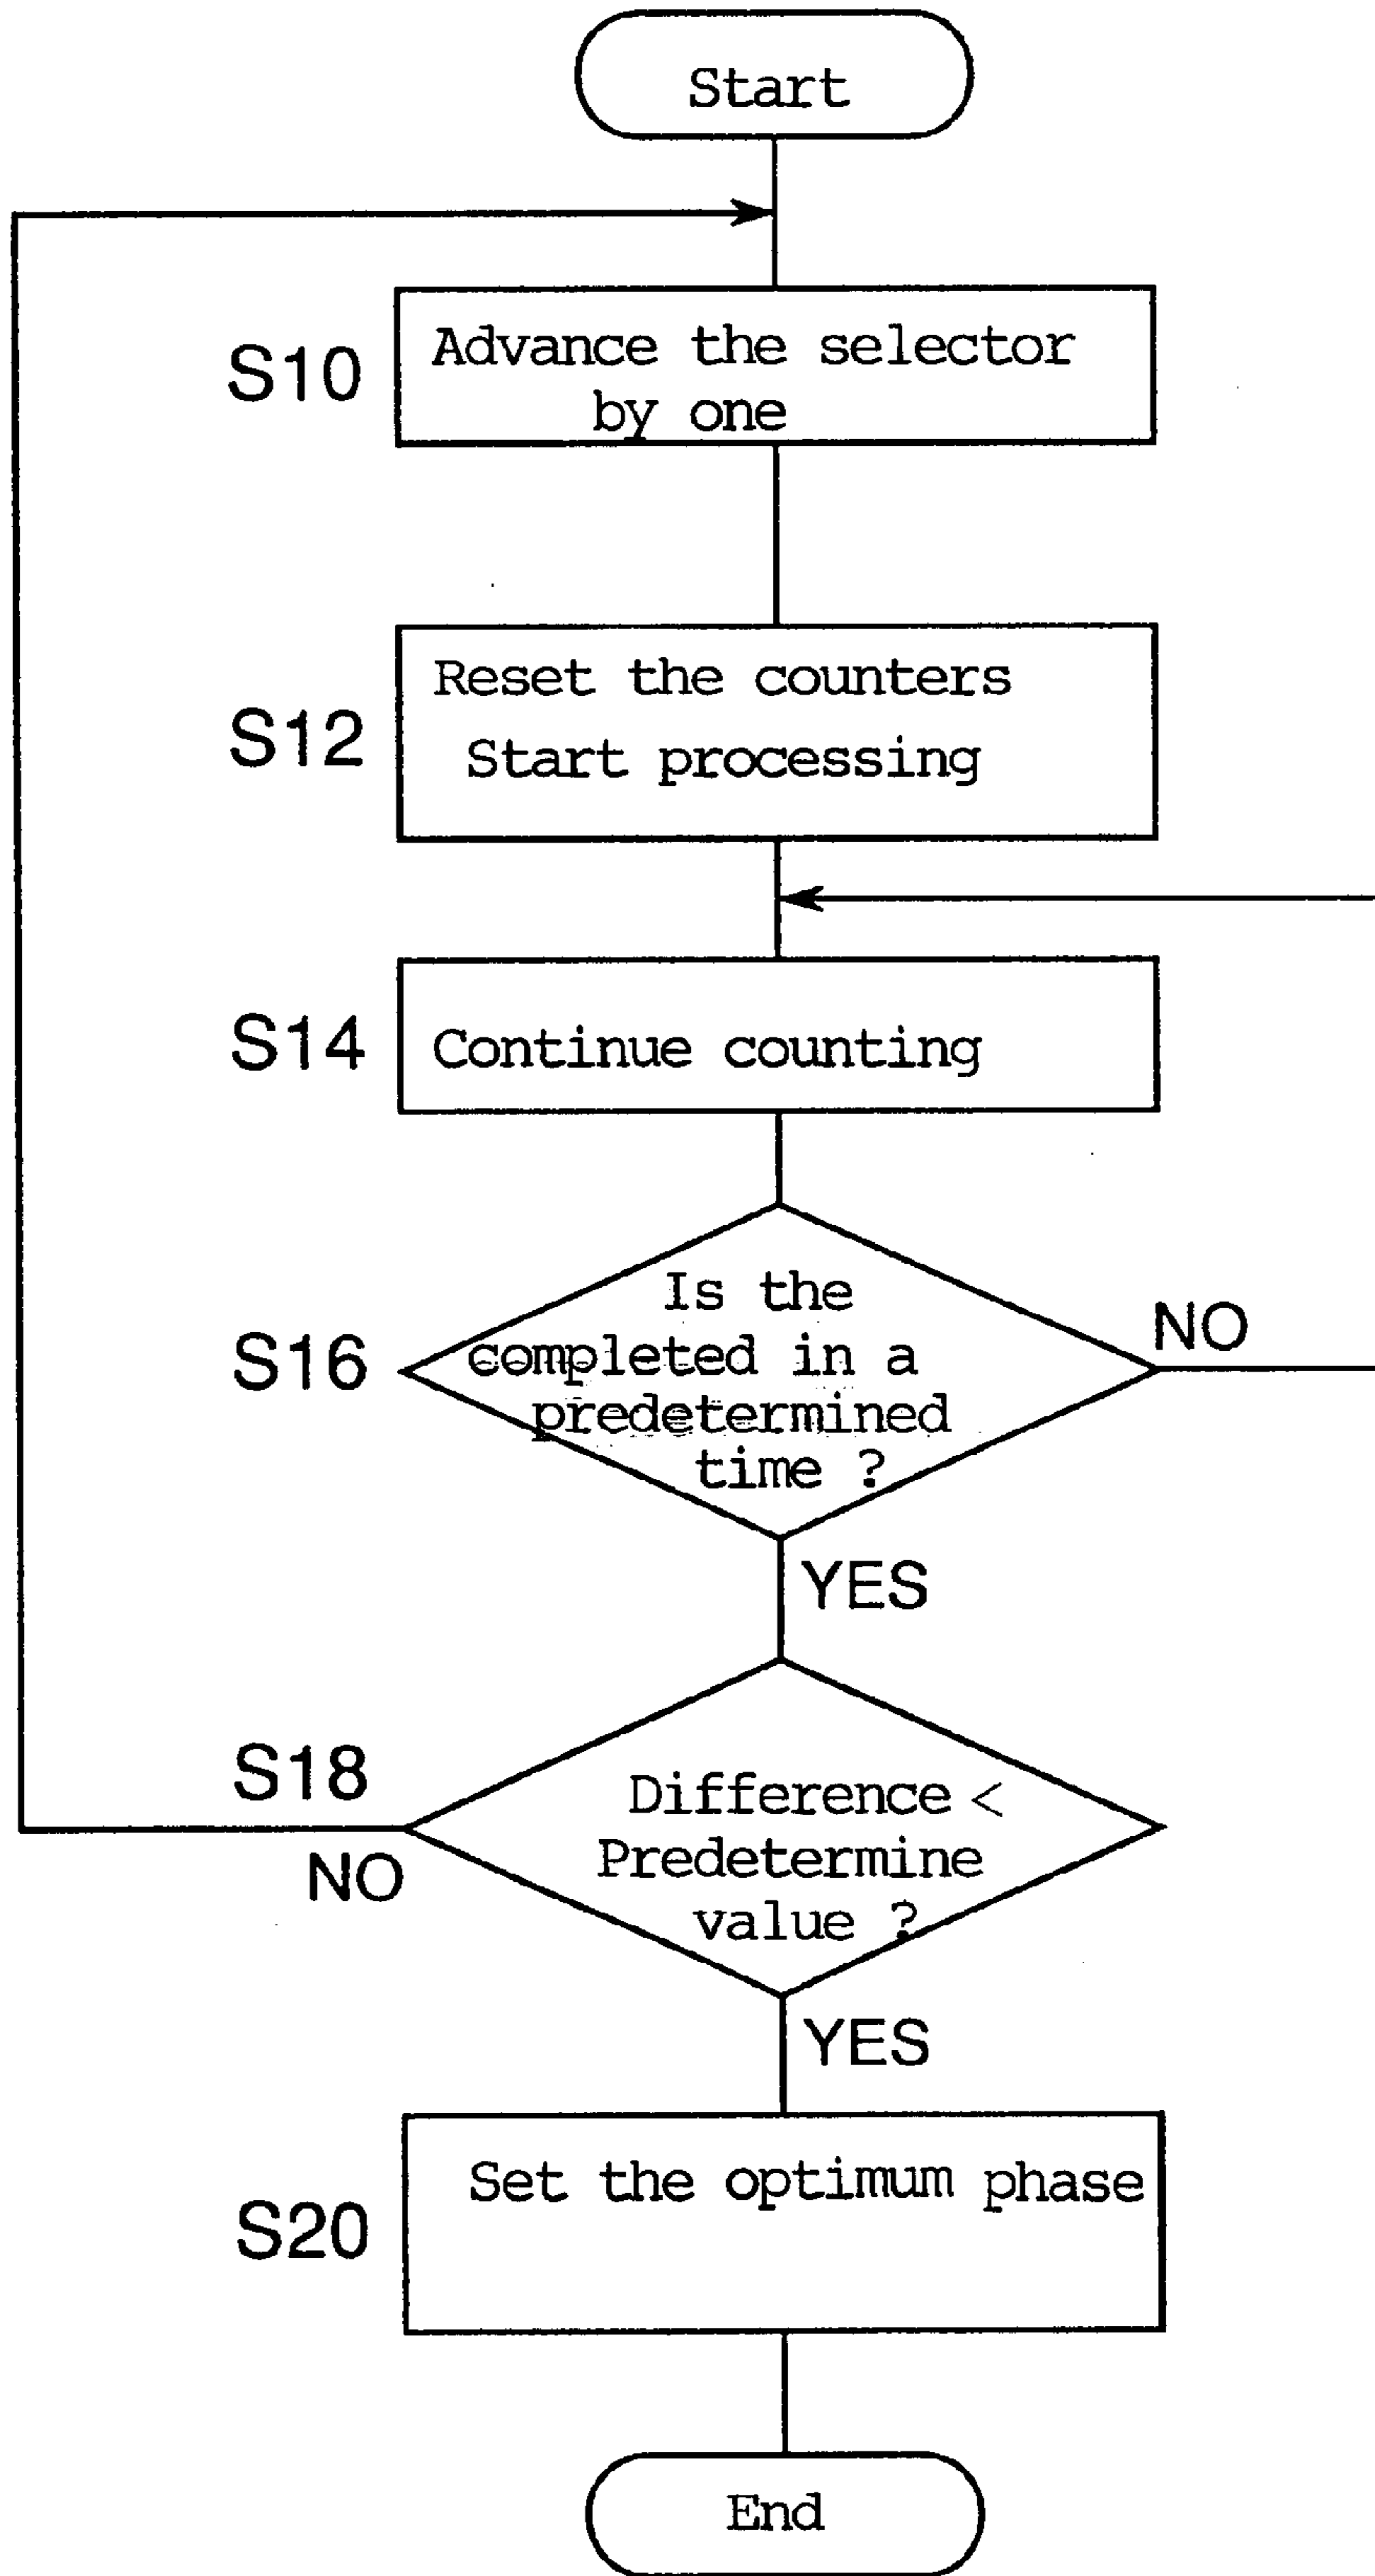 Start
S10
Advance the selector
by one
S12
Reset the counters
Start processing
S14
Continue counting
S16
Is the
completed in a
predetermined
time ?
NO
YES
S18
Difference <
Predetermine
value ?
NO
YES
S20
Set the optimum phase
End